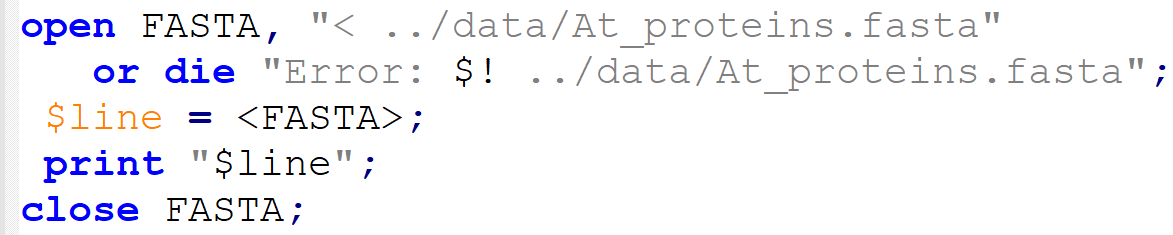 open FASTA, "< ../data/At_proteins.fasta"
or die "Error: $! ../data/At_proteins.fasta";
$line = <FASTA>;
print "$line";
close FASTA;